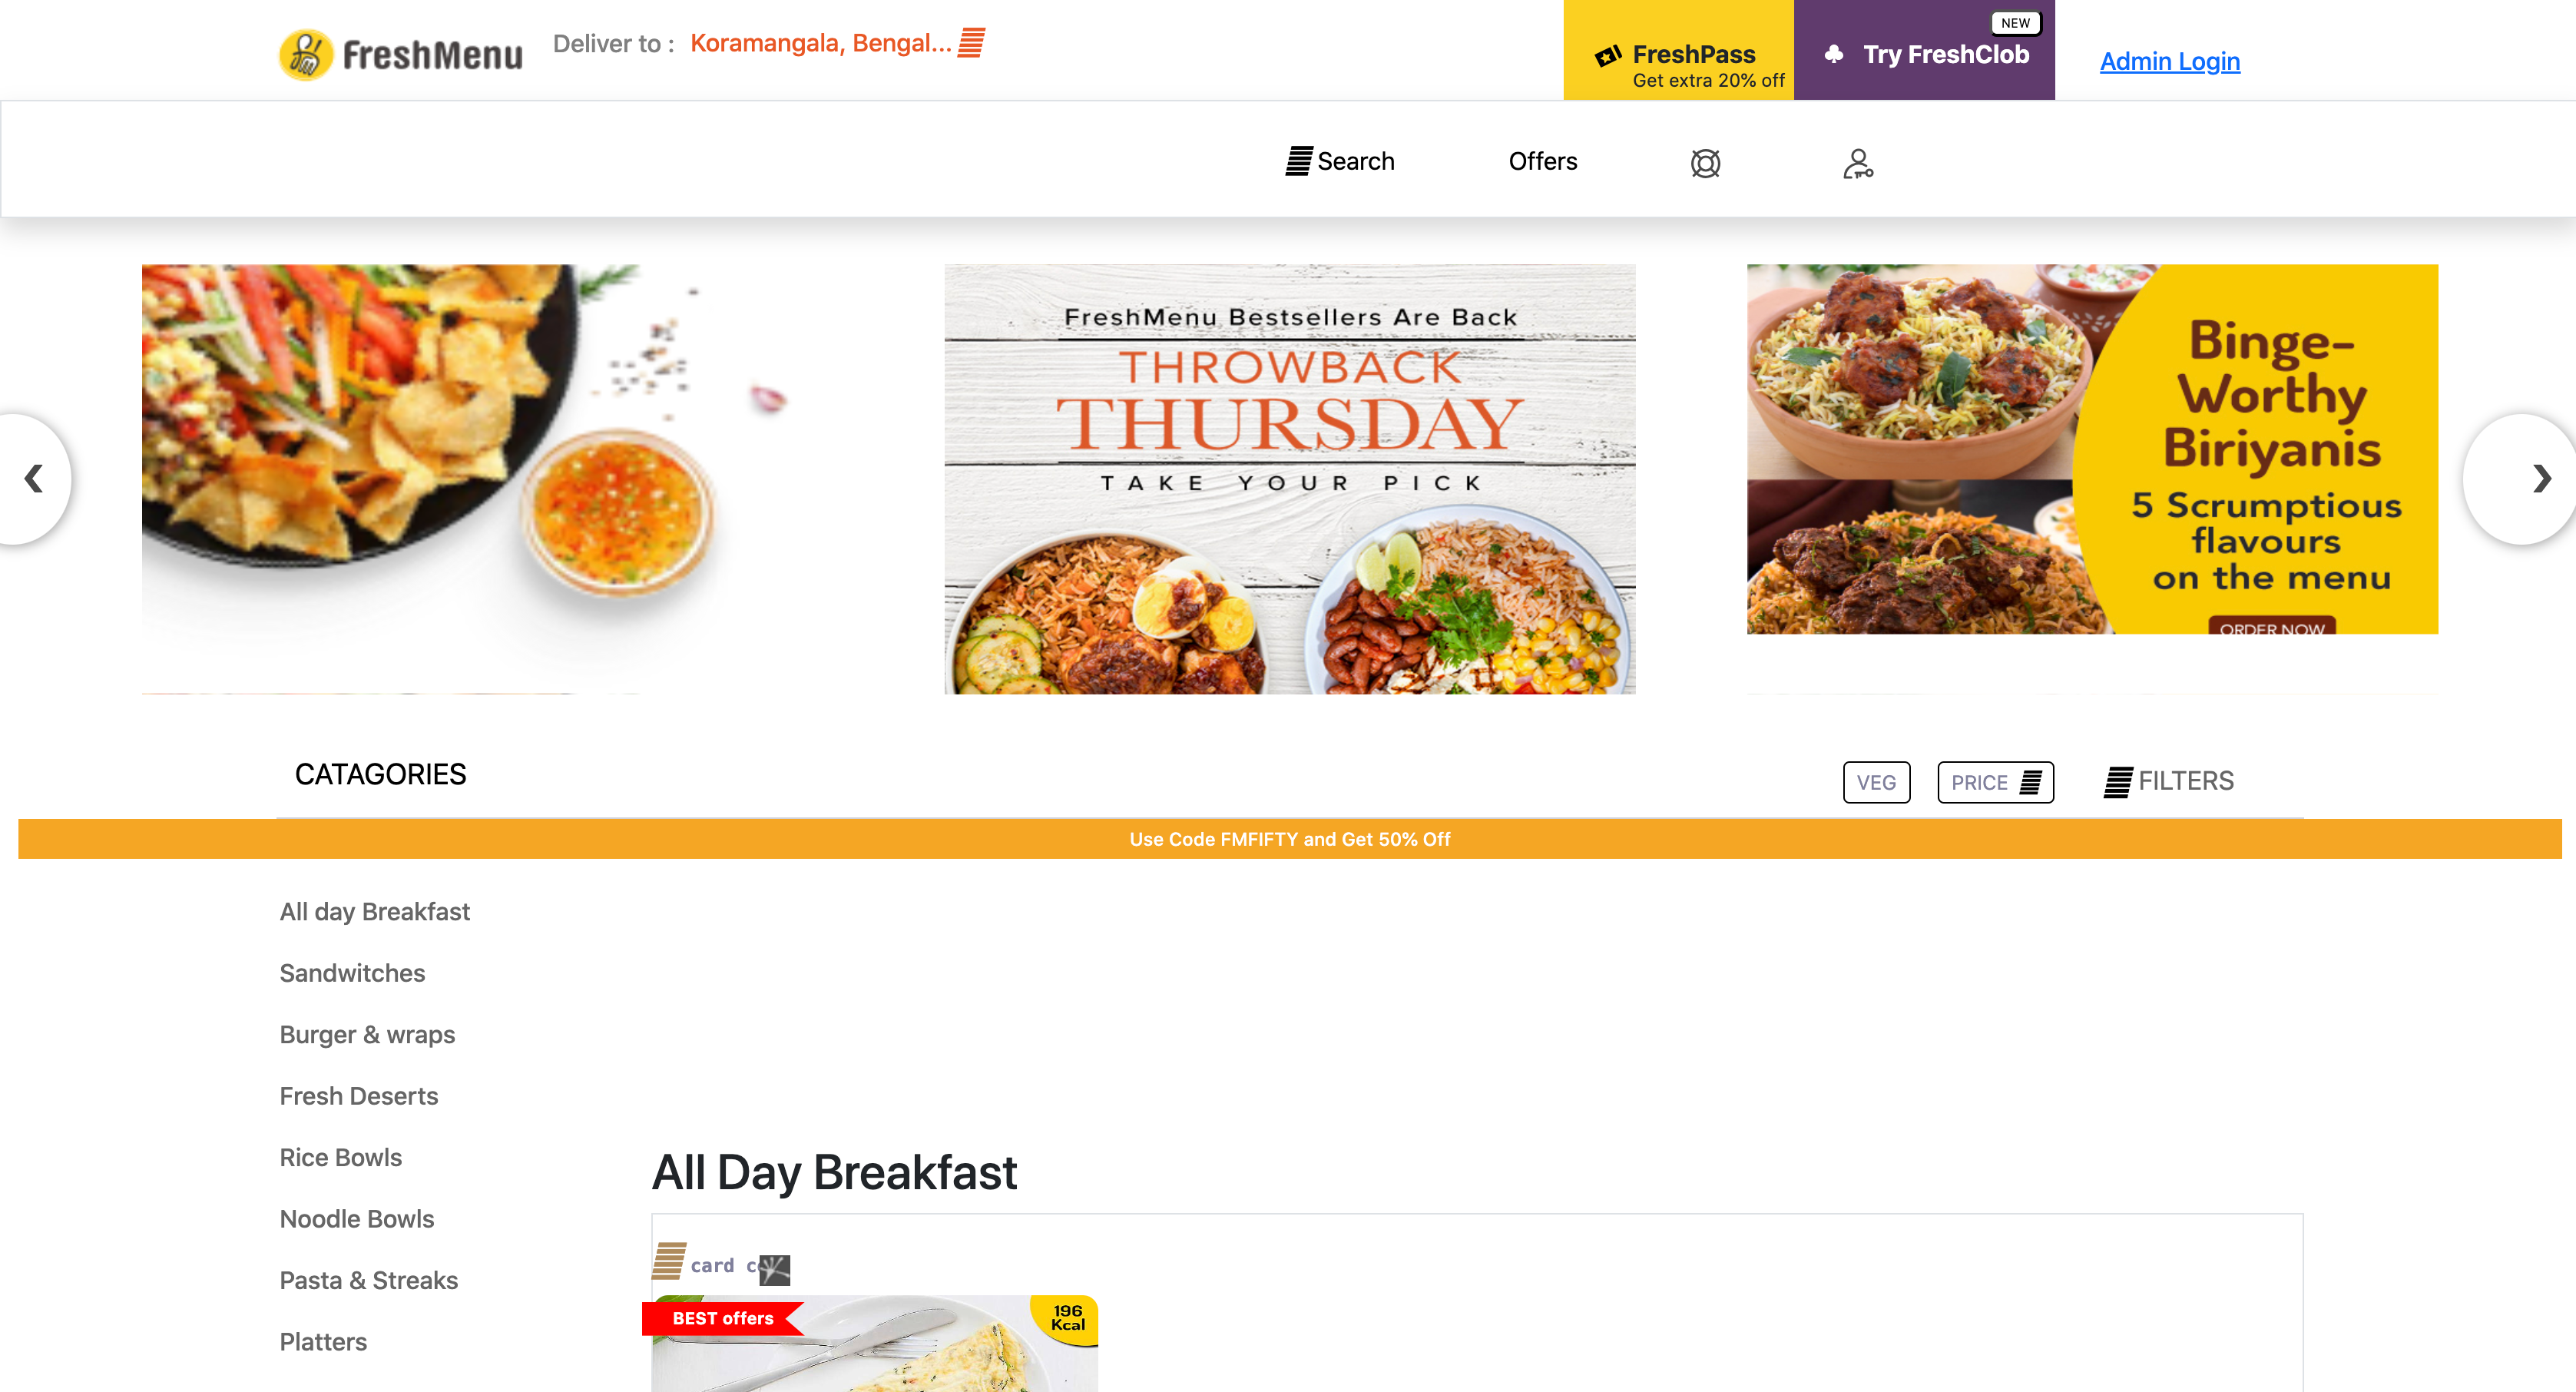 FreshMenu
Deliver to : Koramangala, Bengal...
FreshPass
Get extra 20% off
NEW
Try FreshClob
Admin Login
Search
Offers
FreshMenu Bestsellers Are Back
THROWBACK
THURSDAY
TAKE YOUR PICK
Binge-
Worthy
Biriyanis
5 Scrumptious
flavours
on the menu
ORDER NOW
CATAGORIES
VEG
PRICE
FILTERS
Use Code FMFIFTY and Get 50% Off
All day Breakfast
Sandwitches
Burger & wraps
Fresh Deserts
Rice Bowls
Noodle Bowls
Pasta & Streaks
Platters
All Day Breakfast
card
BEST offers
196
Kcal